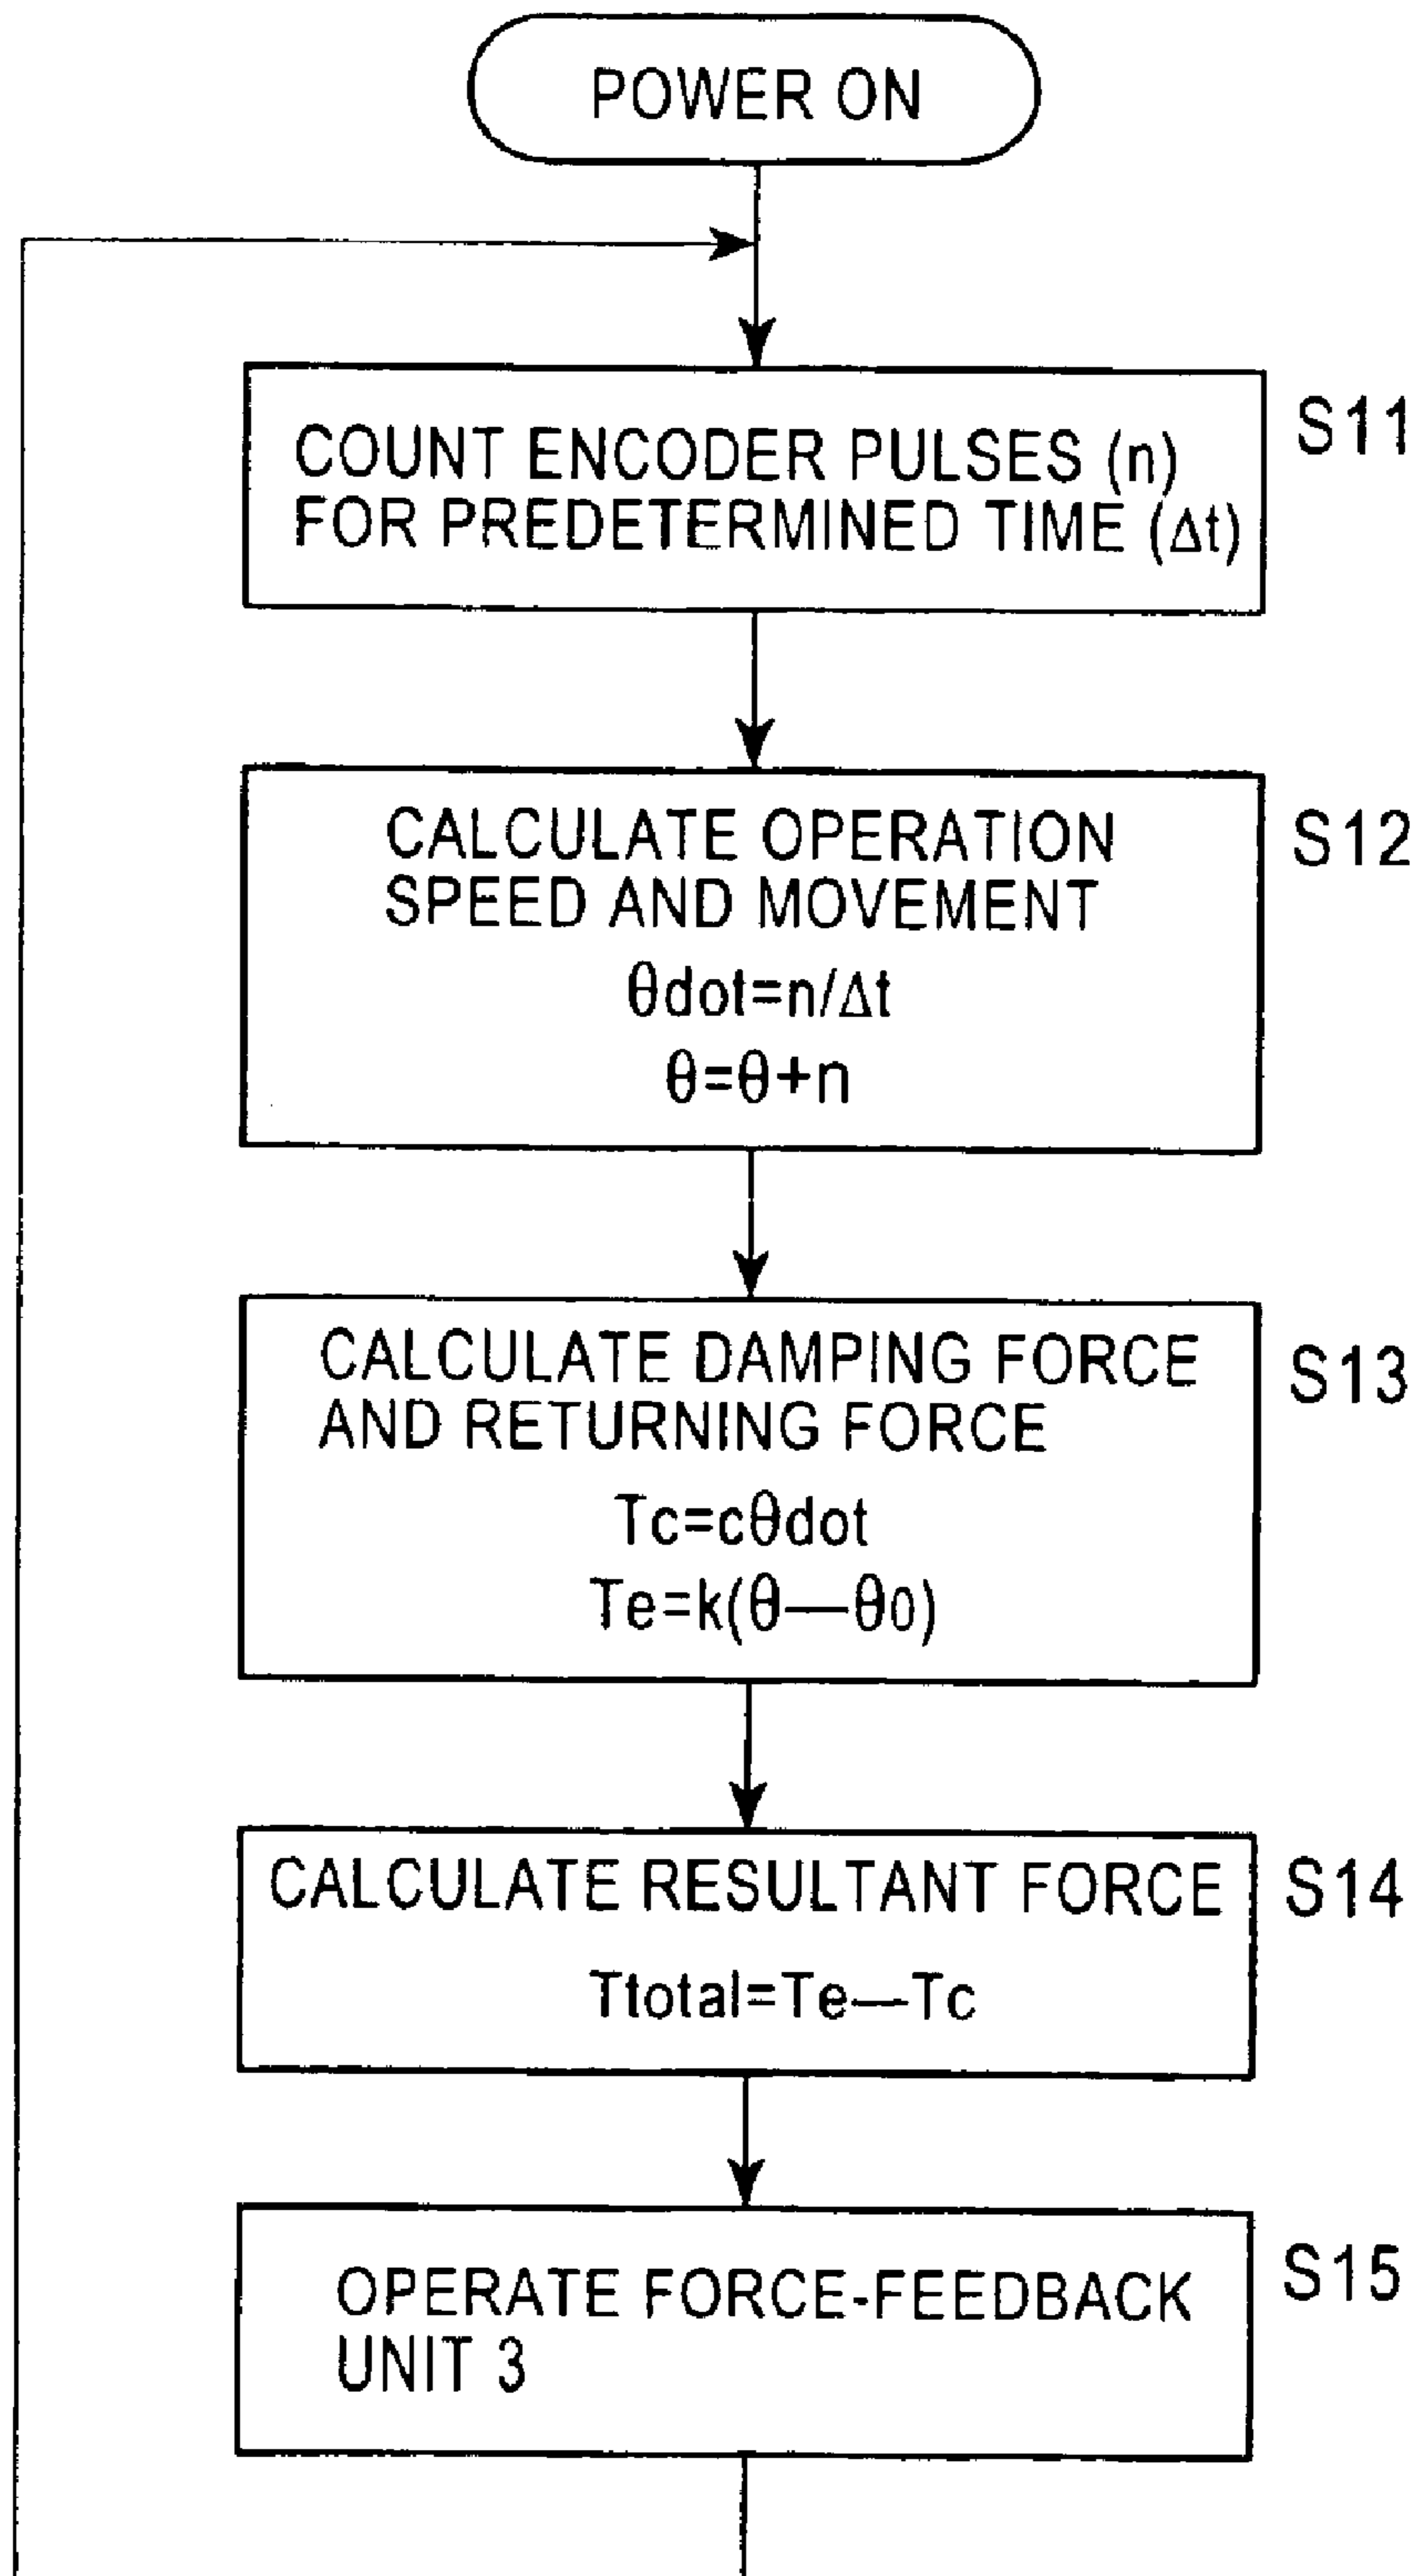 POWER ON
COUNT ENCODER PULSES (n)
FOR PREDETERMINED TIME (Δt)
S11
CALCULATE OPERATION
SPEED AND MOVEMENT
θdot=n/Δt
θ=θ+n
S12
CALCULATE DAMPING FORCE
AND RETURNING FORCE
Tc=cθdot
Te=k(θ—θ0)
S13
CALCULATE RESULTANT FORCE
Ttotal=Te—Tc
S14
OPERATE FORCE-FEEDBACK
UNIT 3
S15